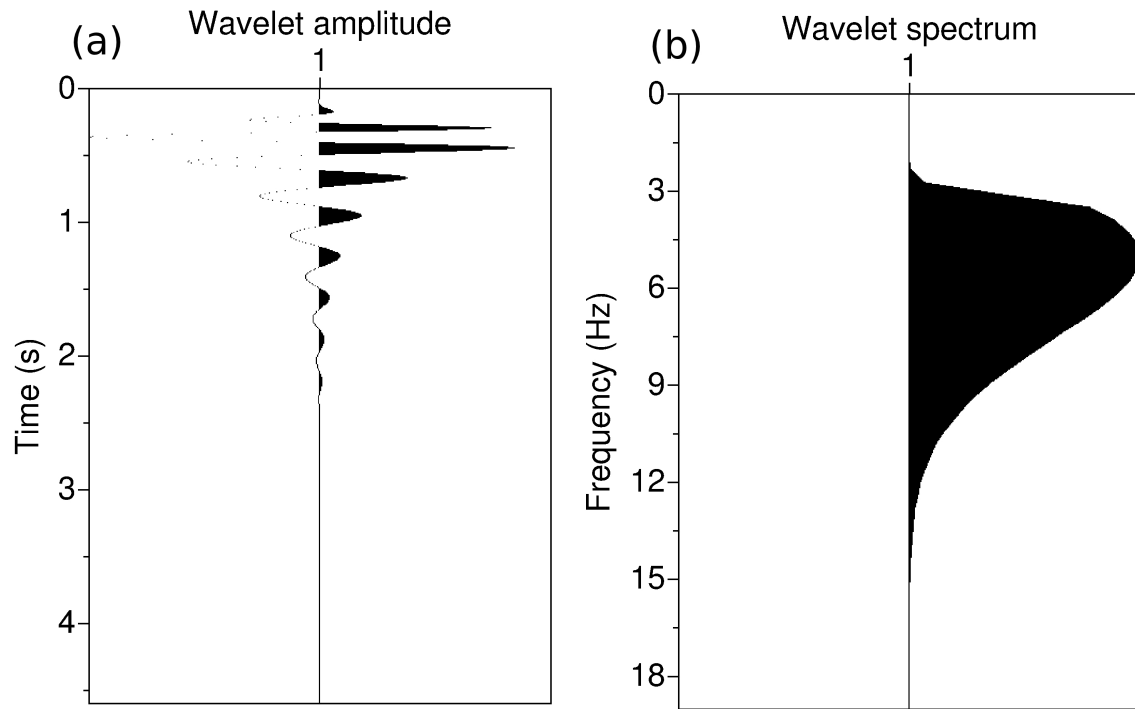 (a)
Wavelet amplitude
1
0
1
2
3
4
Time (s)
(b)
Wavelet spectrum
1
0
3
6
9
12
15
18
Frequency (Hz)